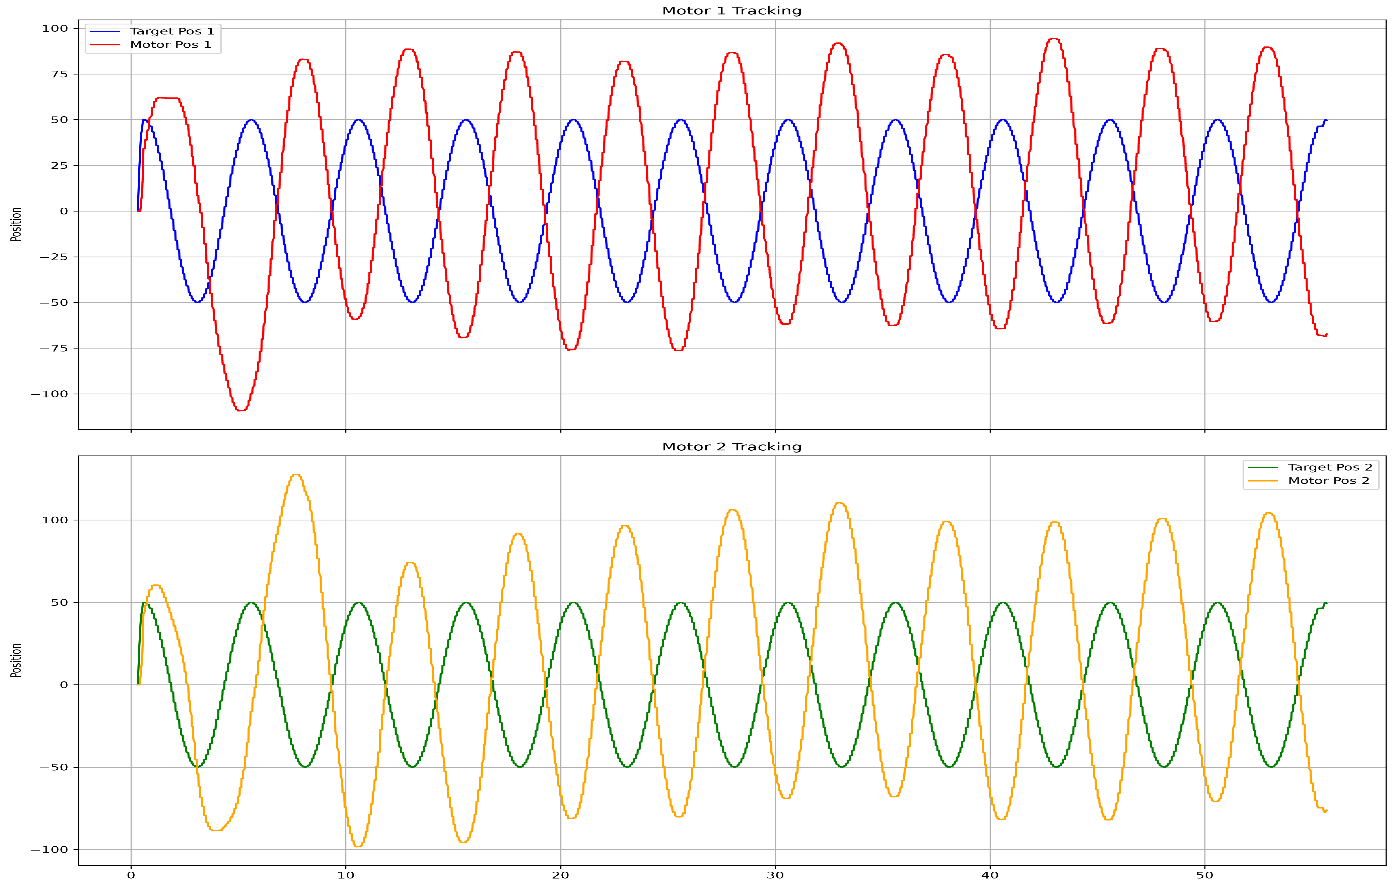 Motor 1 Tracking
Target Pos 1
Motor Pos 1
100
75
50
25
0
−25
−50
−75
−100
Position
Motor 2 Tracking
Target Pos 2
Motor Pos 2
100
50
0
−50
−100
Position
0 10 20 30 40 50